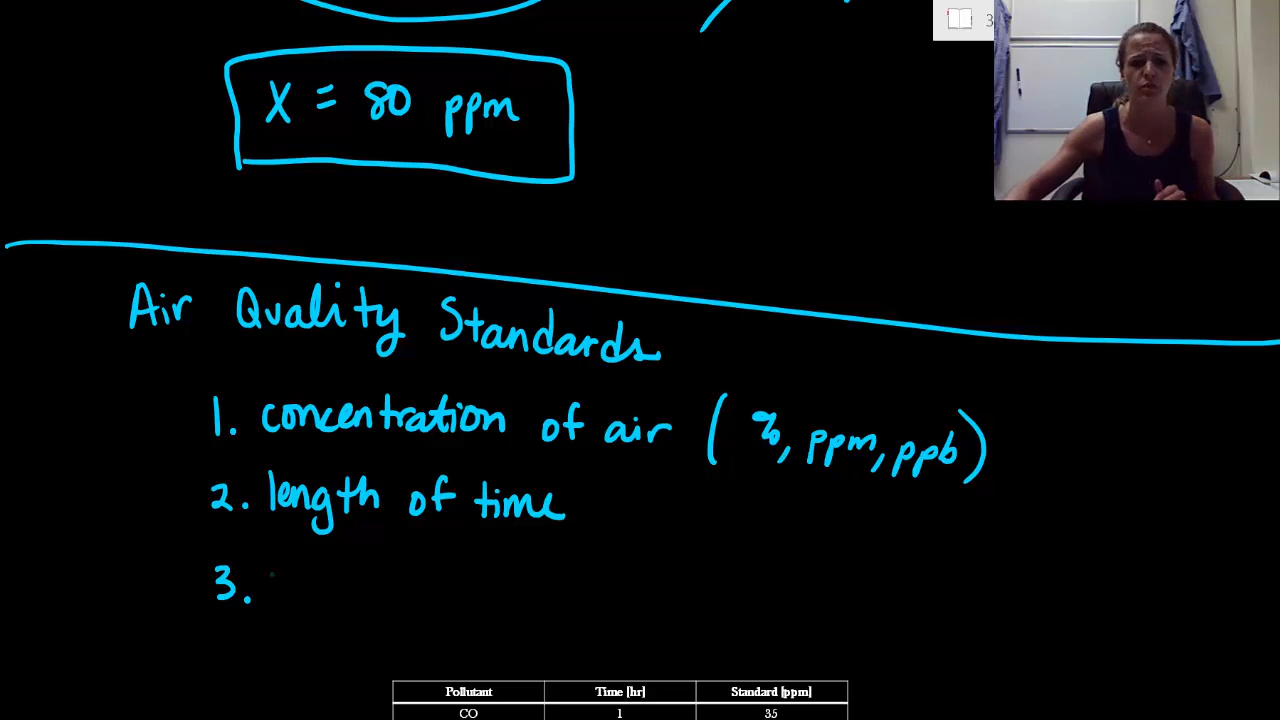 3
X = 80 ppm
Air Quality Standards
1. concentration of air ( %, ppm, ppb)
2. length of time
3.
Pollutant Time [hr] Standard [ppm]
CO 1 35